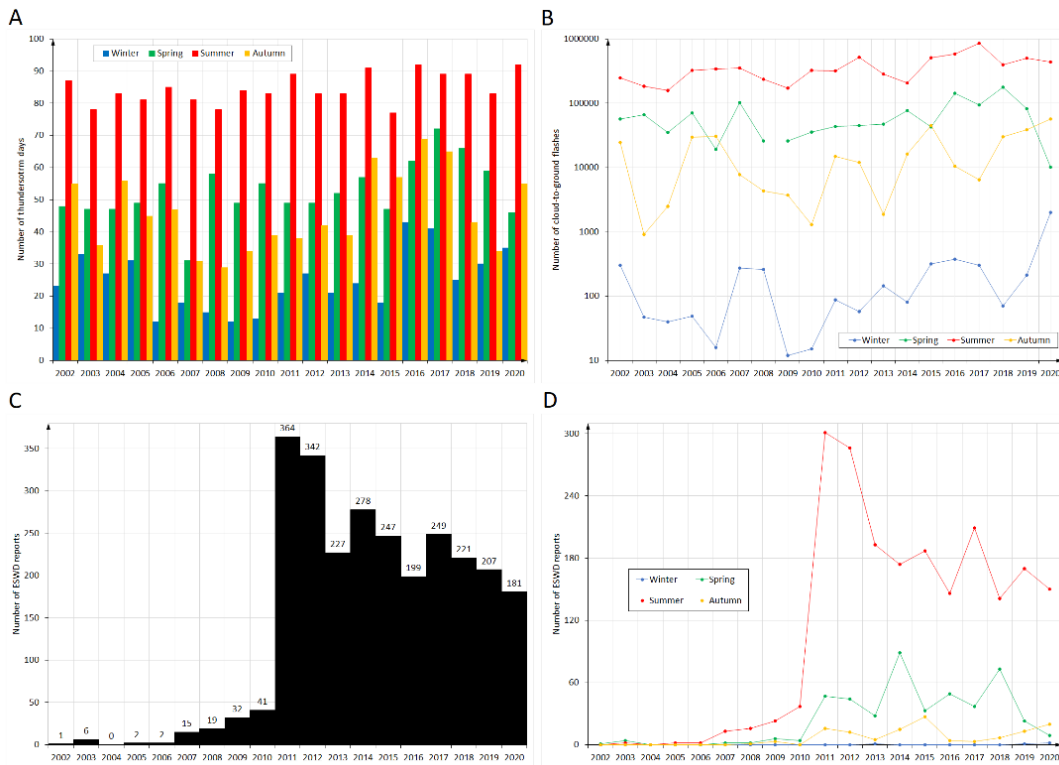 A
Number of thunderstorm days
100
90
80
70
60
50
40
30
20
10
0
Winter Spring Summer Autumn
2002 2003 2004 2005 2006 2007 2008 2009 2010 2011 2012 2013 2014 2015 2016 2017 2018 2019 2020
B
Number of cloud-to-ground flashes
1000000
100000
10000
1000
100
10
Winter Spring Summer Autumn
2002 2003 2004 2005 2006 2007 2008 2009 2010 2011 2012 2013 2014 2015 2016 2017 2018 2019 2020
C
Number of ESWD reports
350
300
250
200
150
100
50
0
1 6 0 2 2 15 19 32 41 364 342 227 278 247 199 249 221 207 181
2002 2003 2004 2005 2006 2007 2008 2009 2010 2011 2012 2013 2014 2015 2016 2017 2018 2019 2020
D
Number of ESWD reports
300
240
180
120
60
0
Winter Spring
Summer Autumn
2002 2003 2004 2005 2006 2007 2008 2009 2010 2011 2012 2013 2014 2015 2016 2017 2018 2019 2020